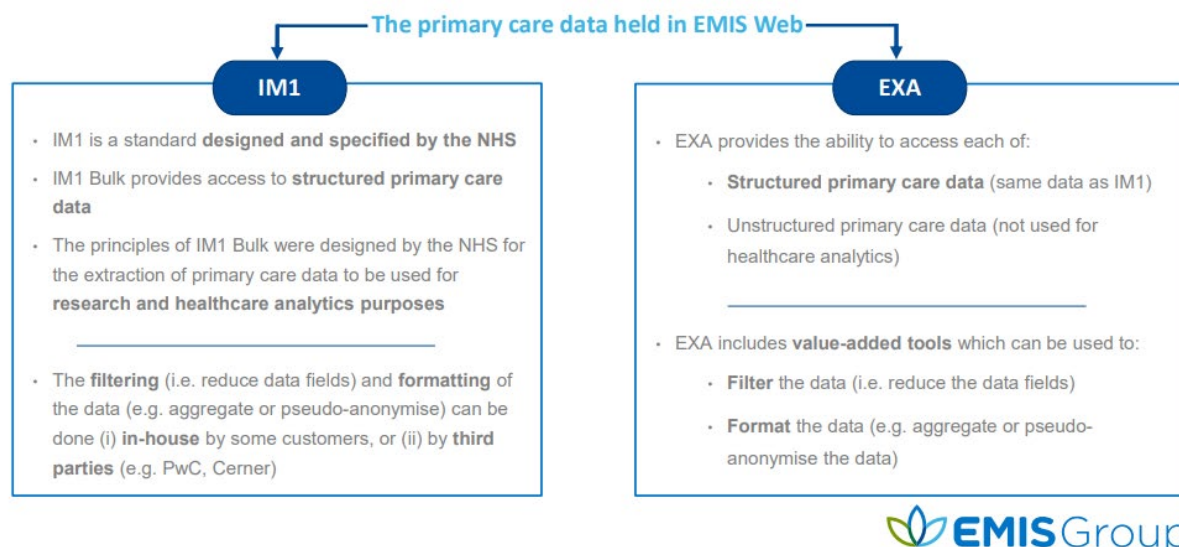 The primary care data held in EMIS Web
IM1
• IM1 is a standard designed and specified by the NHS
• IM1 Bulk provides access to structured primary care
data
• The principles of IM1 Bulk were designed by the NHS for
the extraction of primary care data to be used for
research and healthcare analytics purposes
• The filtering (i.e. reduce data fields) and formatting of
the data (e.g. aggregate or pseudo-anonymise) can be
done (i) in-house by some customers, or (ii) by third
parties (e.g. PwC, Cerner)
EXA
• EXA provides the ability to access each of:
• Structured primary care data (same data as IM1)
• Unstructured primary care data (not used for
healthcare analytics)
• EXA includes value-added tools which can be used to:
• Filter the data (i.e. reduce the data fields)
• Format the data (e.g. aggregate or pseudo-
anonymise the data)
EMIS Group